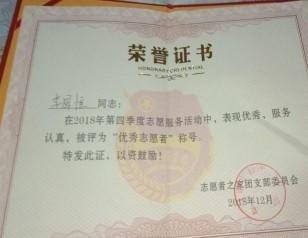 荣誉证书
HONORARY CREDENTIAL
同志：
在2018年第四季度志愿服务活动中，表现优秀、服务
认真，被评为“优秀志愿者”称号。
特发此证，以资鼓励！
志愿者之家团支部委员会
2018年12月